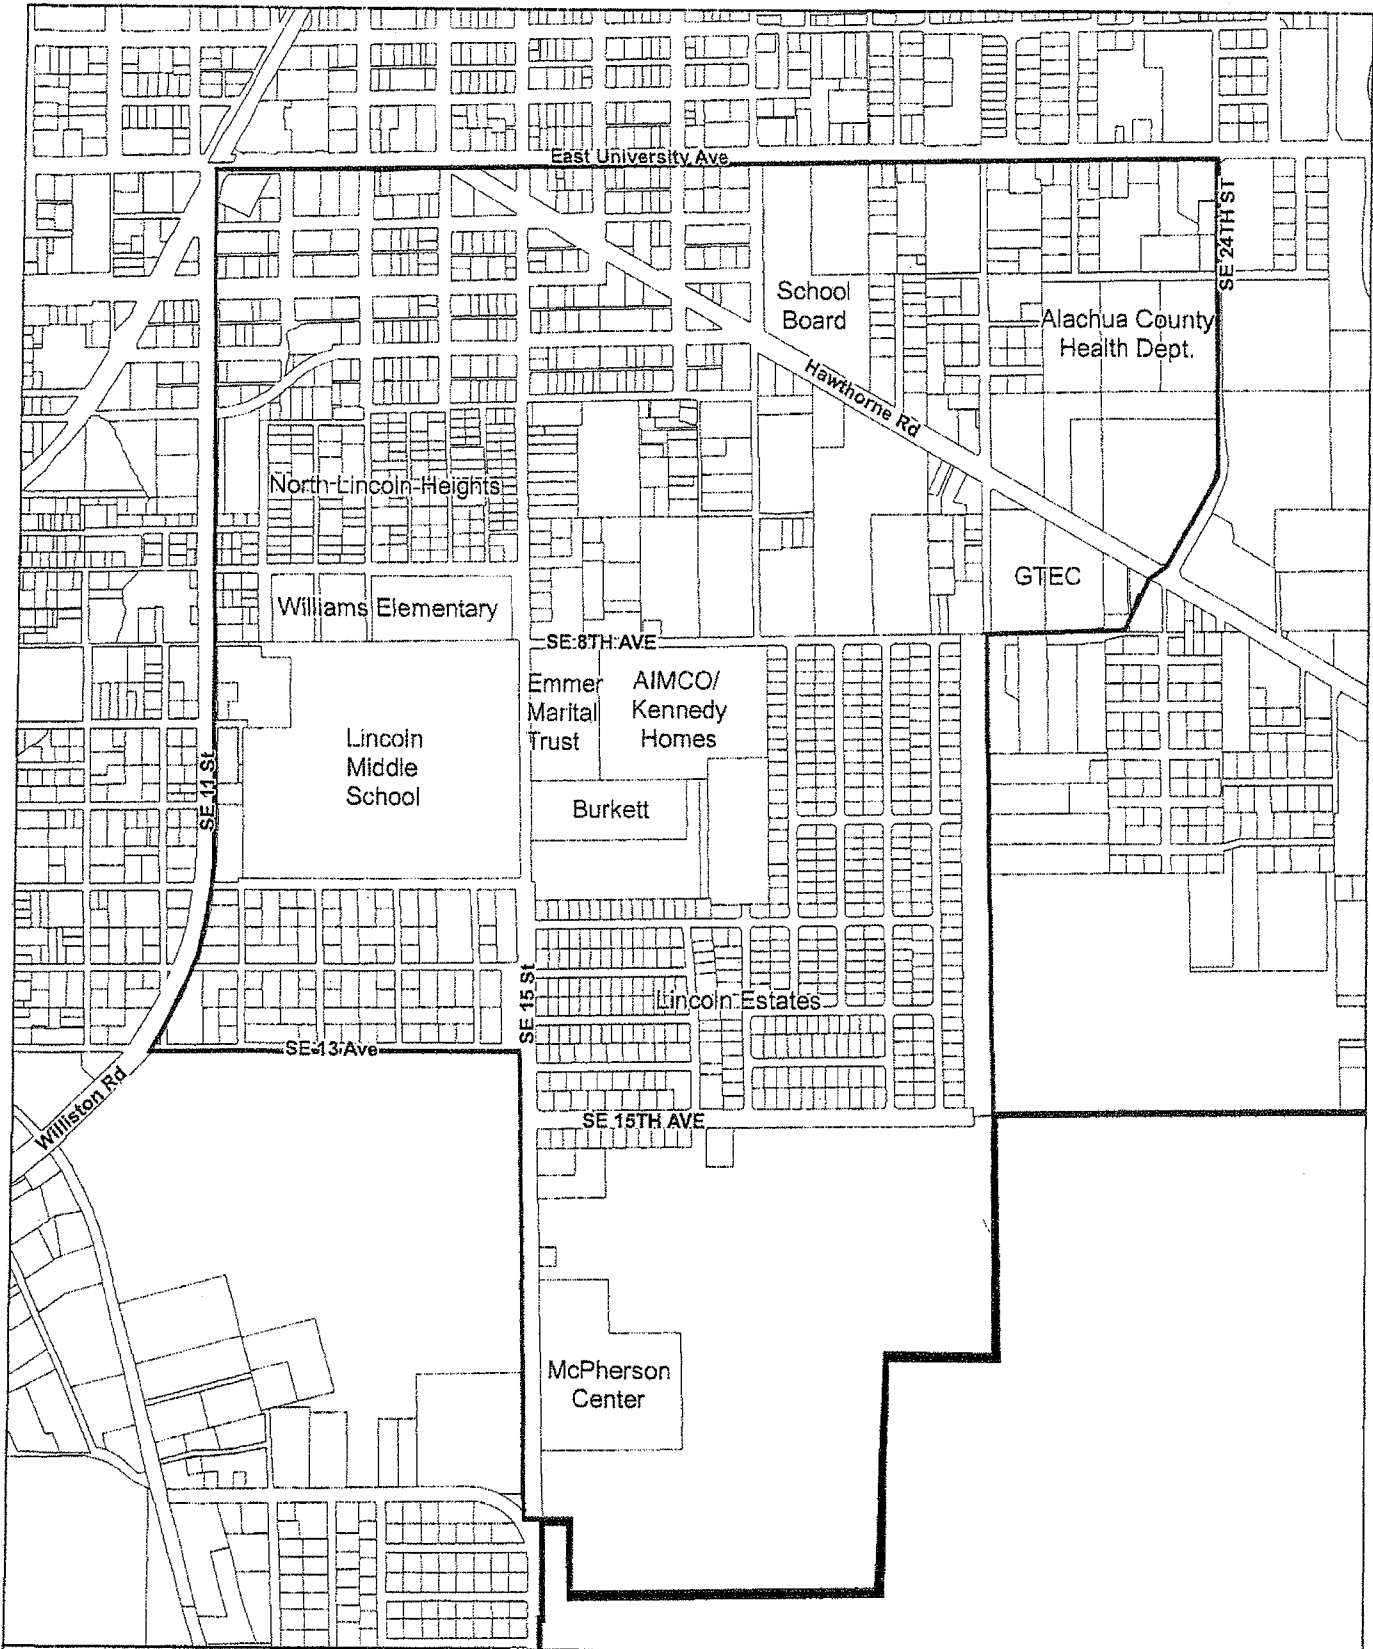 East University Ave
SE 24TH ST
School
Board
Alachua County
Health Dept.
Hawthorne Rd
North Lincoln Heights
GTEC
Williams Elementary
SE 8TH AVE
Emmer
Marital
Trust
AIMCO/
Kennedy
Homes
Lincoln
Middle
School
SE 11 St
Burkett
SE 15 St
Lincoln Estates
SE 13 Ave
Williston Rd
SE 15TH AVE
McPherson
Center